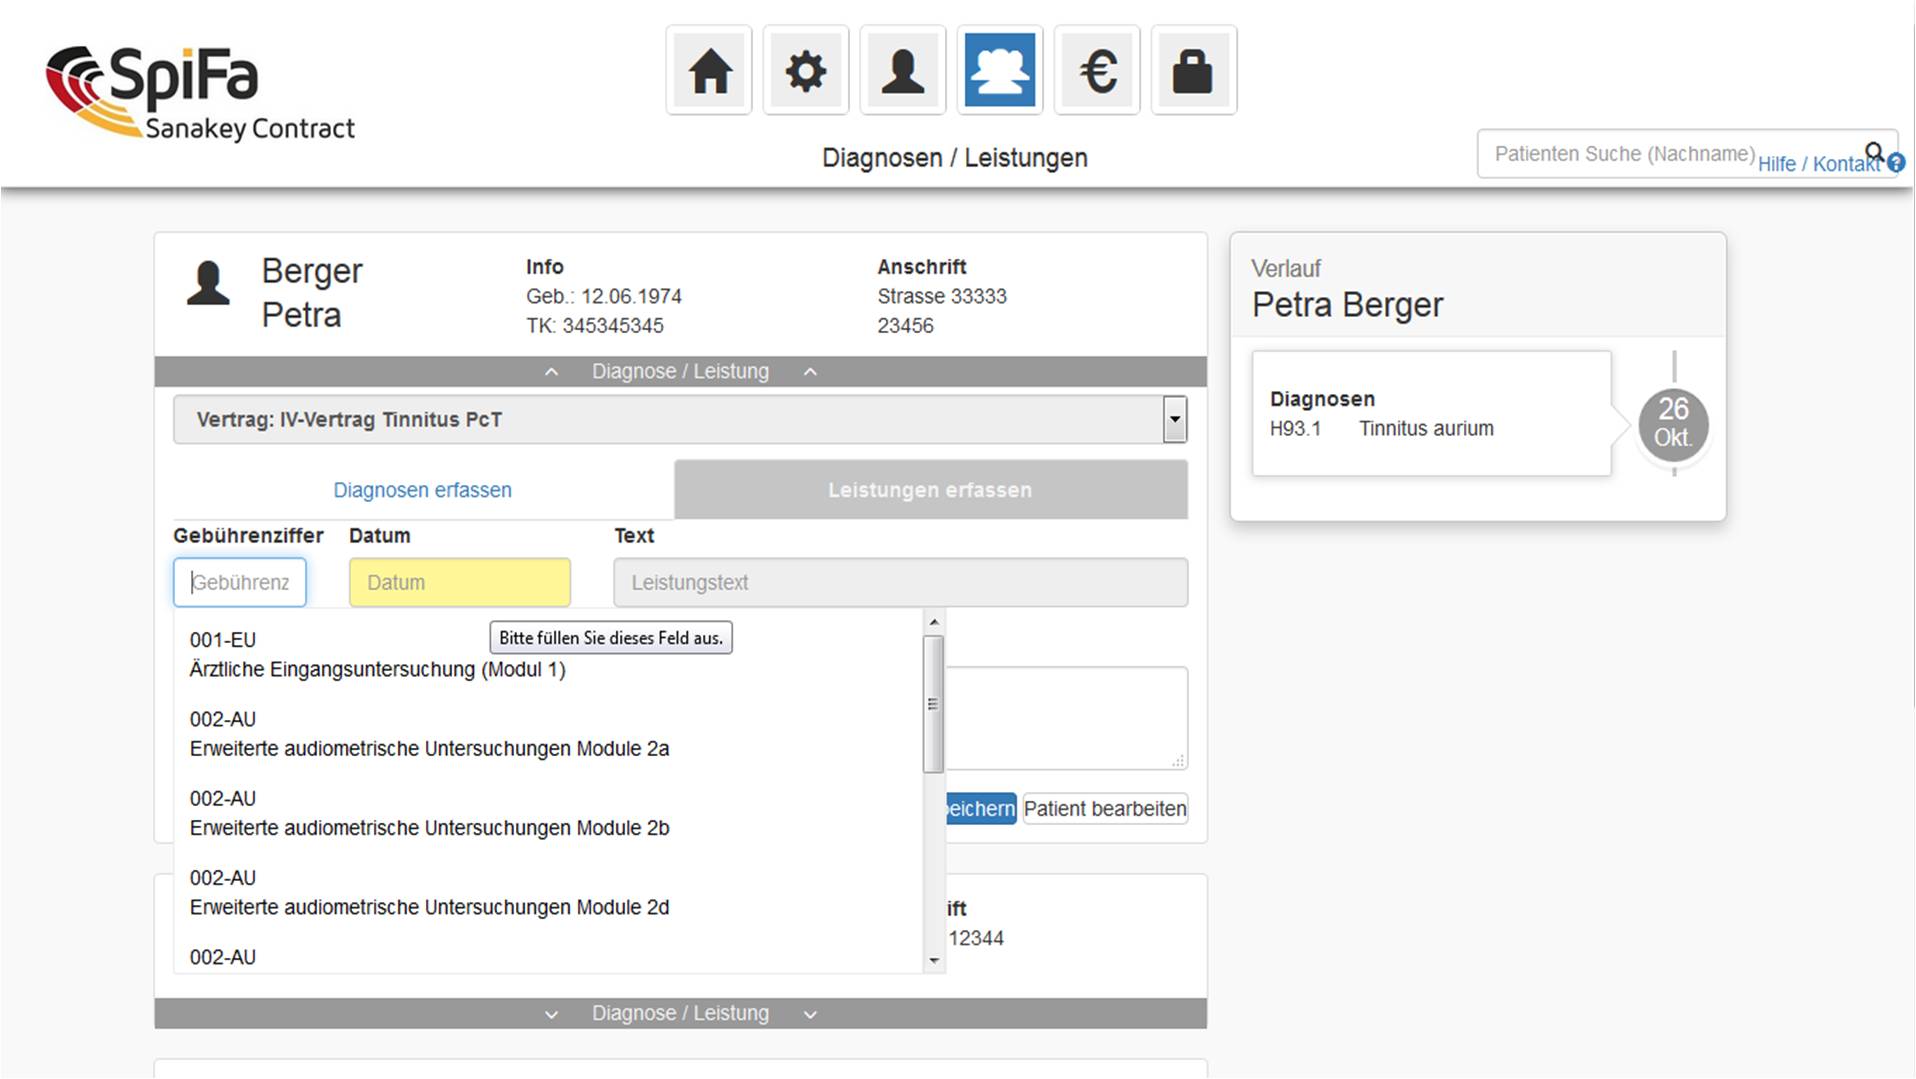 SpiFa
Sanakey Contract
€
Diagnosen / Leistungen
Patienten Suche (Nachname)
Hilfe / Kontakt ?
Berger
Petra
Info
Geb.: 12.06.1974
TK: 345345345
Anschrift
Strasse 33333
23456
Diagnose / Leistung
Vertrag: IV-Vertrag Tinnitus PcT
Diagnosen erfassen
Leistungen erfassen
Gebührenziffer Datum Text
Gebührenz Datum Leistungstext
Bitte füllen Sie dieses Feld aus.
001-EU
Ärztliche Eingangsuntersuchung (Modul 1)
002-AU
Erweiterte audiometrische Untersuchungen Module 2a
002-AU
Erweiterte audiometrische Untersuchungen Module 2b
002-AU
Erweiterte audiometrische Untersuchungen Module 2d
002-AU
eichern Patient bearbeiten
ift
12344
Diagnose / Leistung
Verlauf
Petra Berger
Diagnosen
H93.1 Tinnitus aurium
26
Okt.